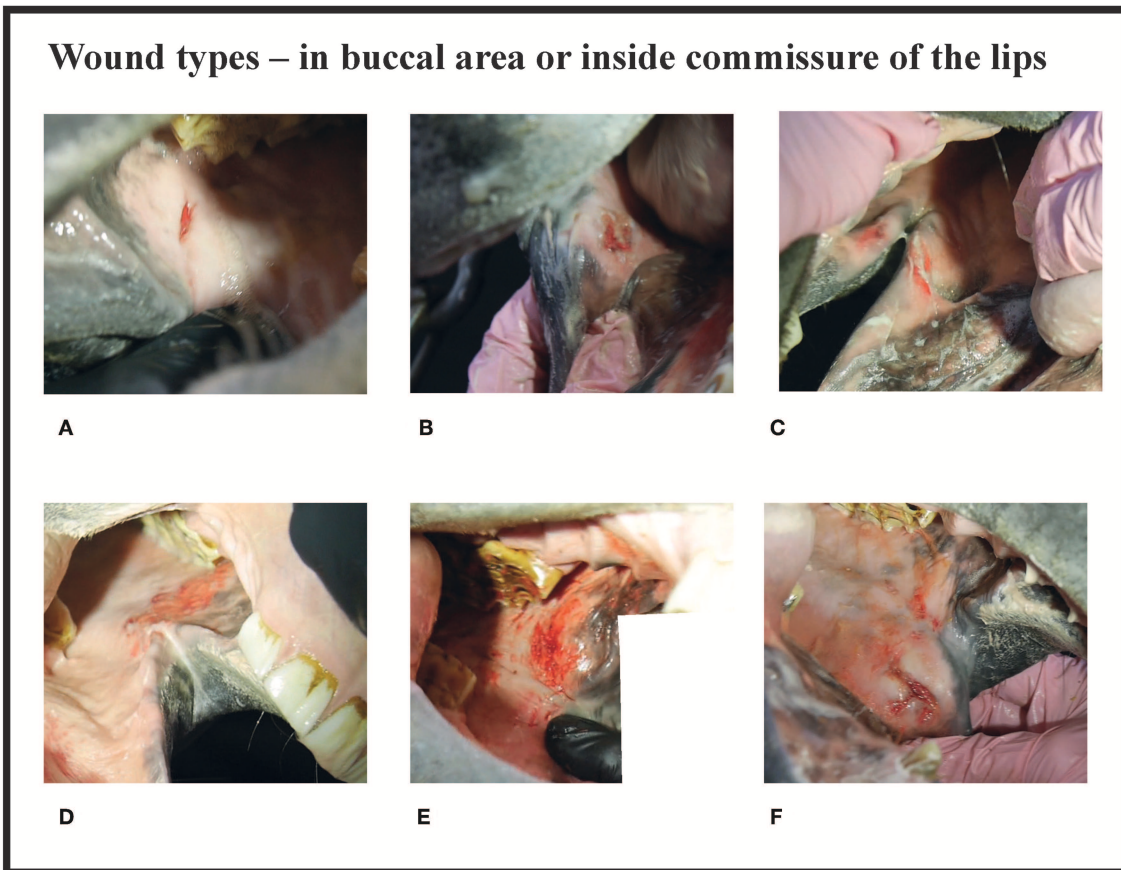 Wound types – in buccal area or inside commissure of the lips
A
B
C
D
E
F